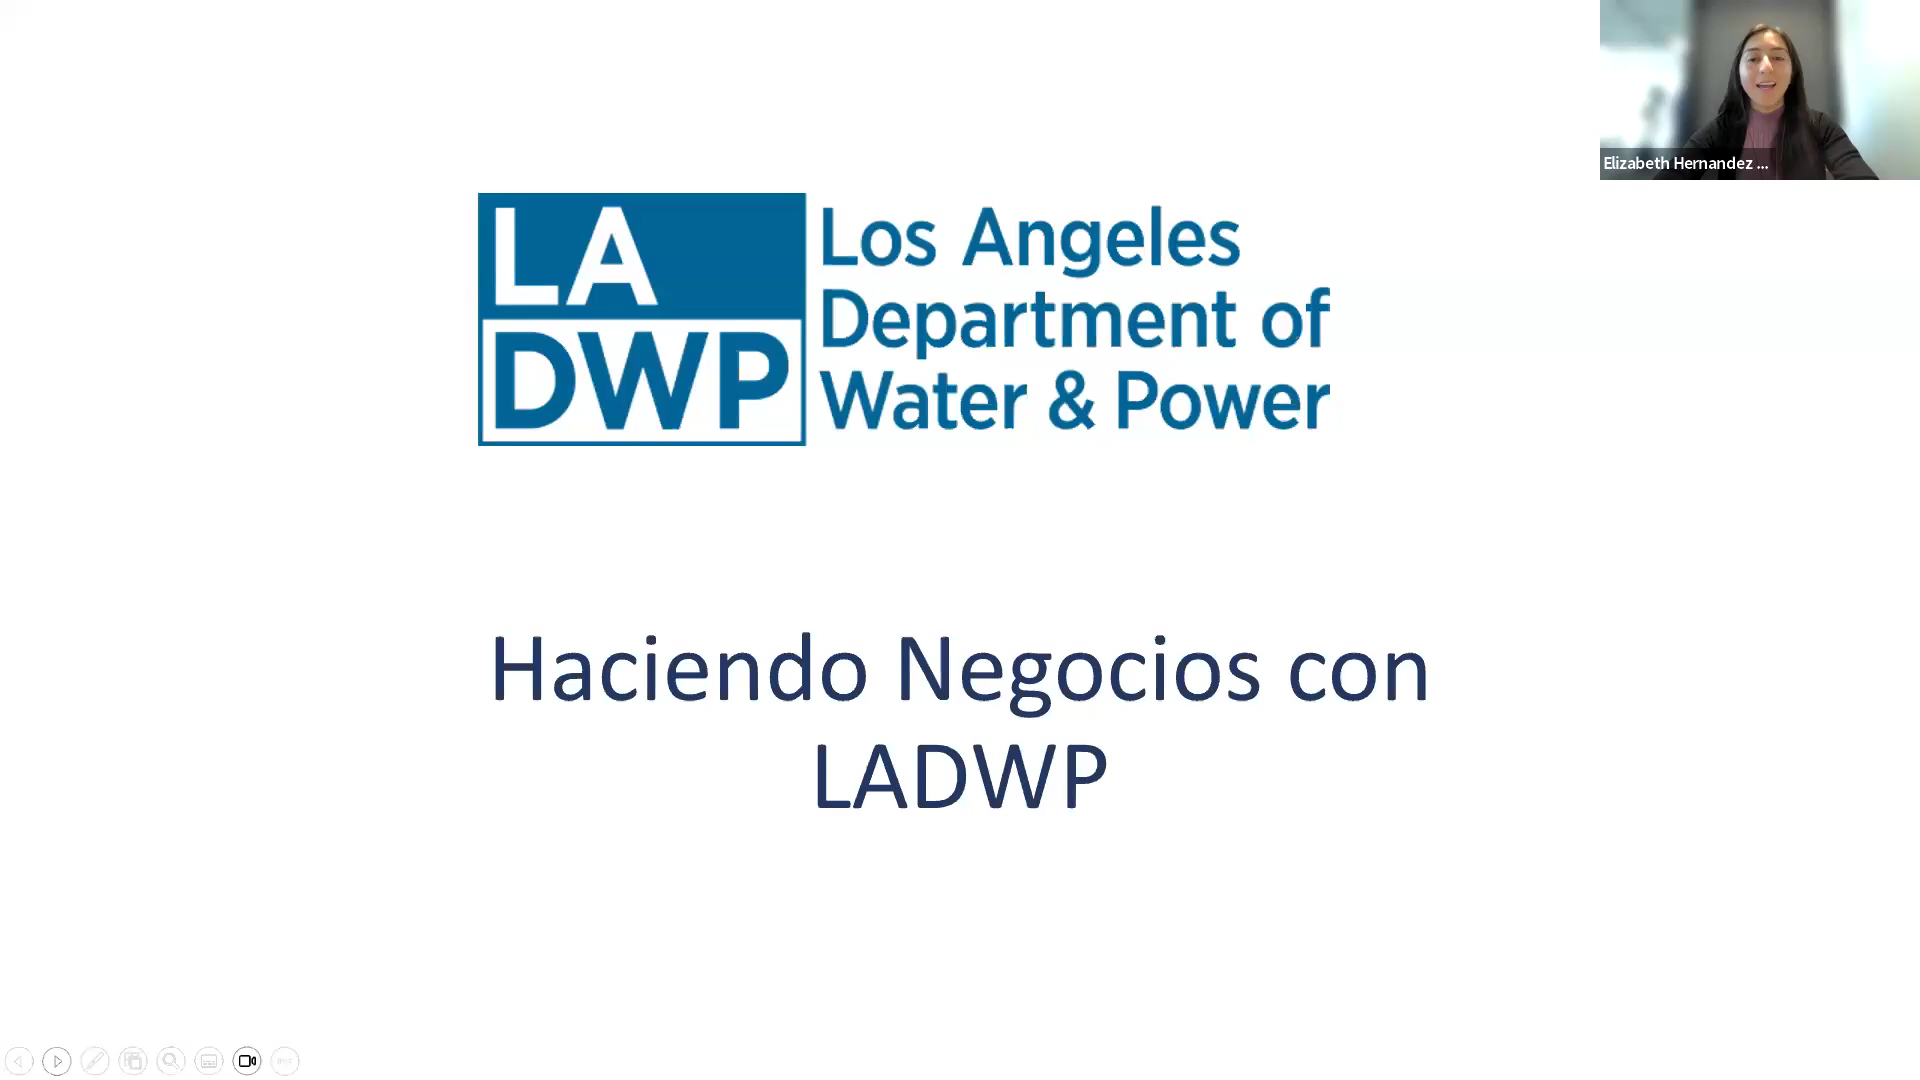 Elizabeth Hernandez ...
LA
DWP
Los Angeles
Department of
Water & Power
Haciendo Negocios con
LADWP